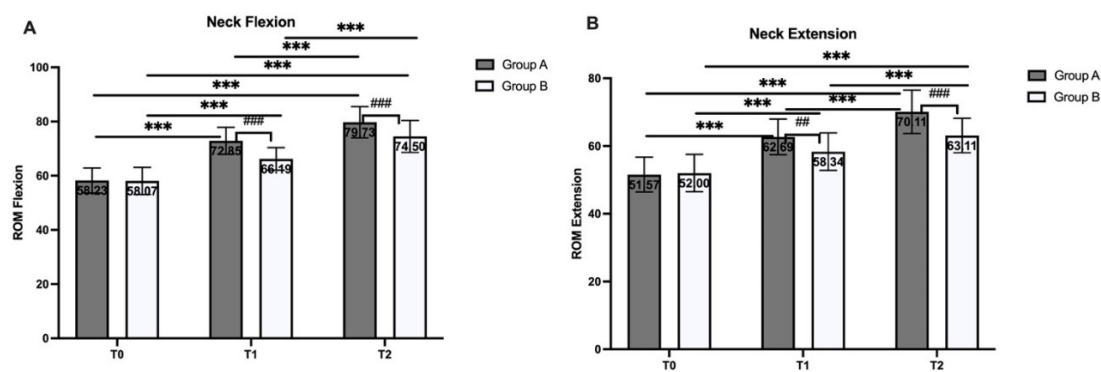 A
Neck Flexion
***
***
***
***
***
***
###
###
100
80
60
40
20
0
ROM Flexion
58.23
58.07
72.85
66.19
79.73
74.50
T0
T1
T2
Group A
Group B
B
Neck Extension
***
***
***
***
***
***
##
###
80
60
40
20
0
ROM Extension
51.57
52.00
62.69
58.34
70.11
63.11
T0
T1
T2
Group A
Group B